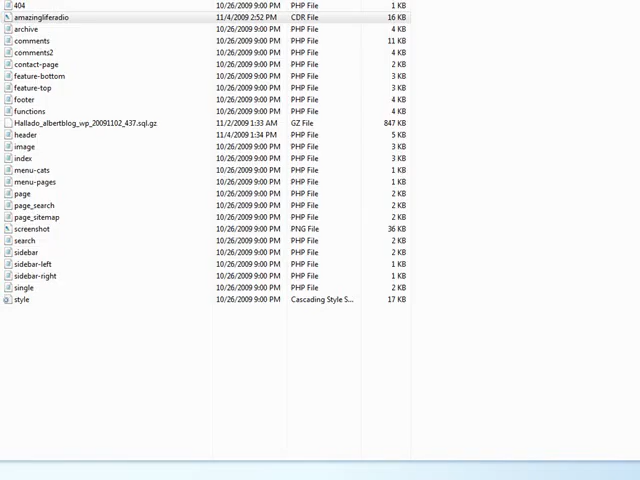 404 10/26/2009 9:00 PM PHP File 1 KB
amazingliferadio 11/4/2009 2:52 PM CDR File 16 KB
archive 10/26/2009 9:00 PM PHP File 4 KB
comments 10/26/2009 9:00 PM PHP File 11 KB
comments2 10/26/2009 9:00 PM PHP File 4 KB
contact-page 10/26/2009 9:00 PM PHP File 2 KB
feature-bottom 10/26/2009 9:00 PM PHP File 3 KB
feature-top 10/26/2009 9:00 PM PHP File 3 KB
footer 10/26/2009 9:00 PM PHP File 4 KB
functions 10/26/2009 9:00 PM PHP File 4 KB
Hallado_albertblog_wp_20091102_437.sql.gz 11/2/2009 1:33 AM GZ File 847 KB
header 11/4/2009 1:34 PM PHP File 5 KB
image 10/26/2009 9:00 PM PHP File 3 KB
index 10/26/2009 9:00 PM PHP File 3 KB
menu-cats 10/26/2009 9:00 PM PHP File 1 KB
menu-pages 10/26/2009 9:00 PM PHP File 1 KB
page 10/26/2009 9:00 PM PHP File 2 KB
page_search 10/26/2009 9:00 PM PHP File 2 KB
page_sitemap 10/26/2009 9:00 PM PHP File 2 KB
screenshot 10/26/2009 9:00 PM PNG File 36 KB
search 10/26/2009 9:00 PM PHP File 2 KB
sidebar 10/26/2009 9:00 PM PHP File 2 KB
sidebar-left 10/26/2009 9:00 PM PHP File 1 KB
sidebar-right 10/26/2009 9:00 PM PHP File 1 KB
single 10/26/2009 9:00 PM PHP File 2 KB
style 10/26/2009 9:00 PM Cascading Style S... 17 KB